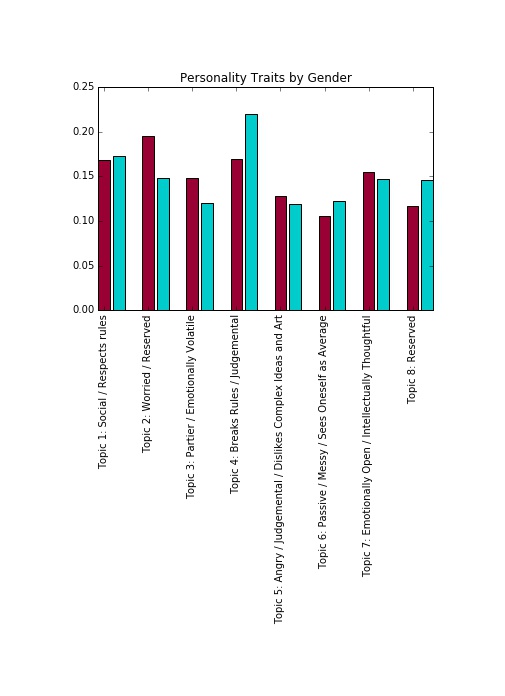 Personality Traits by Gender
0.25
0.20
0.15
0.10
0.05
0.00
Topic 1: Social / Respects rules
Topic 2: Worried / Reserved
Topic 3: Partier / Emotionally Volatile
Topic 4: Breaks Rules / Judgemental
Topic 5: Angry / Judgemental / Dislikes Complex Ideas and Art
Topic 6: Passive / Messy / Sees Oneself as Average
Topic 7: Emotionally Open / Intellectually Thoughtful
Topic 8: Reserved